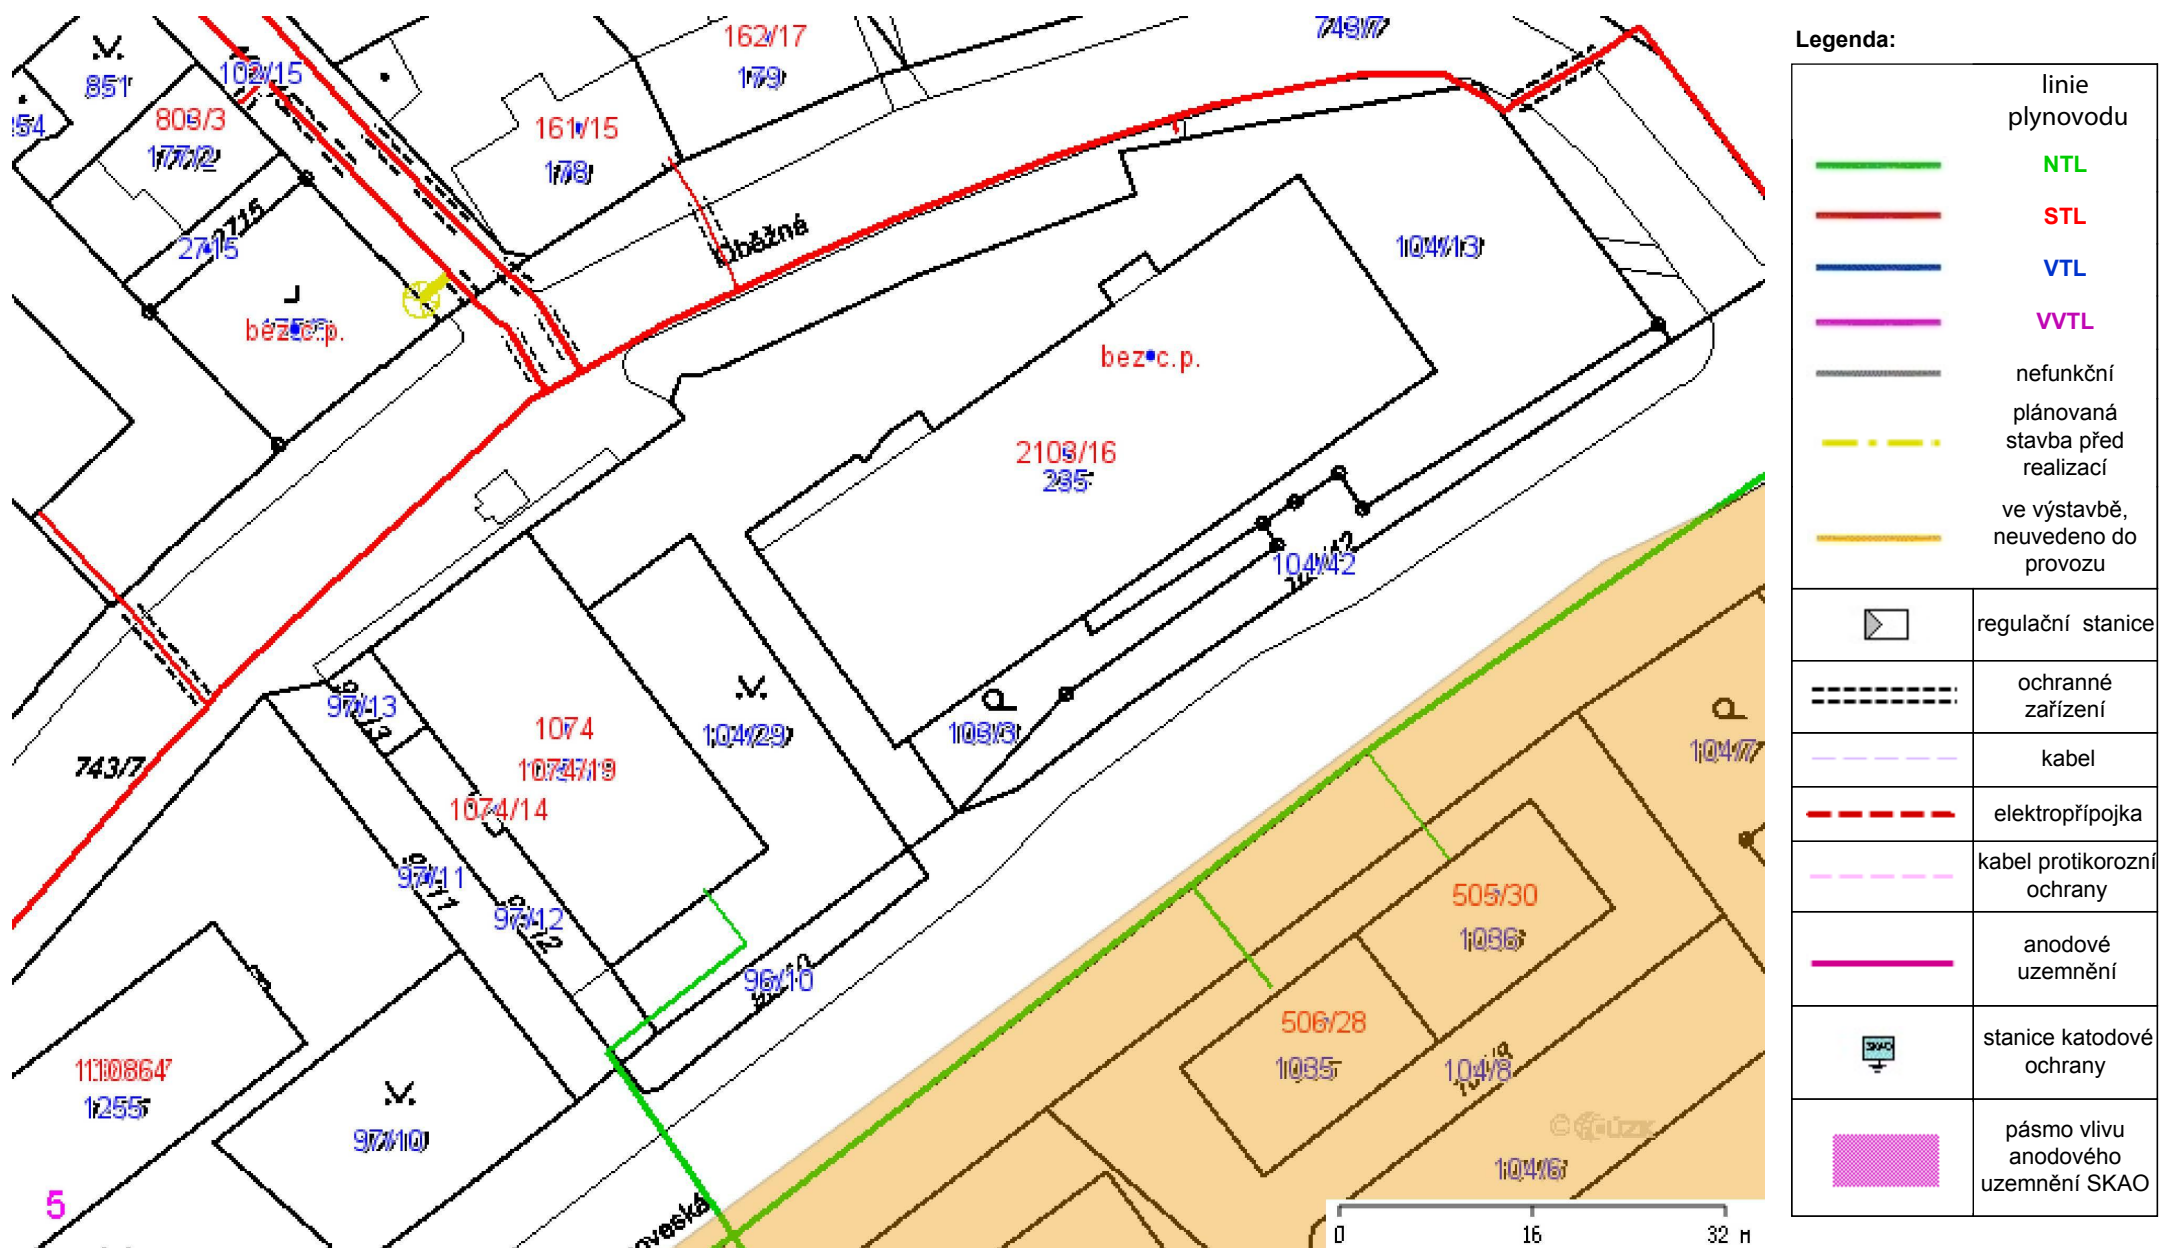 162/17
743/7
179
102/15
851
803/3
177/2
161/15
178
2715
2715
bez č.p.
Oběžná
104/13
bez č.p.
2103/16
235
104/42
97/13
1074
1074/19
104/29
103/3
743/7
1074/14
97/11
97/12
96/10
104/7
505/30
1036
506/28
1035
104/8
104/6
1255
97/10
5
0 16 32 M
Legenda:
linie
plynovodu
NTL
STL
VTL
VVTL
nefunkční
plánovaná
stavba před
realizací
ve výstavbě,
neuvedeno do
provozu
regulační stanice
ochranné
zařízení
kabel
elektropřípojka
kabel protikorozní
ochrany
anodové
uzemnění
SKAO
stanice katodové
ochrany
pásmo vlivu
anodového
uzemnění SKAO